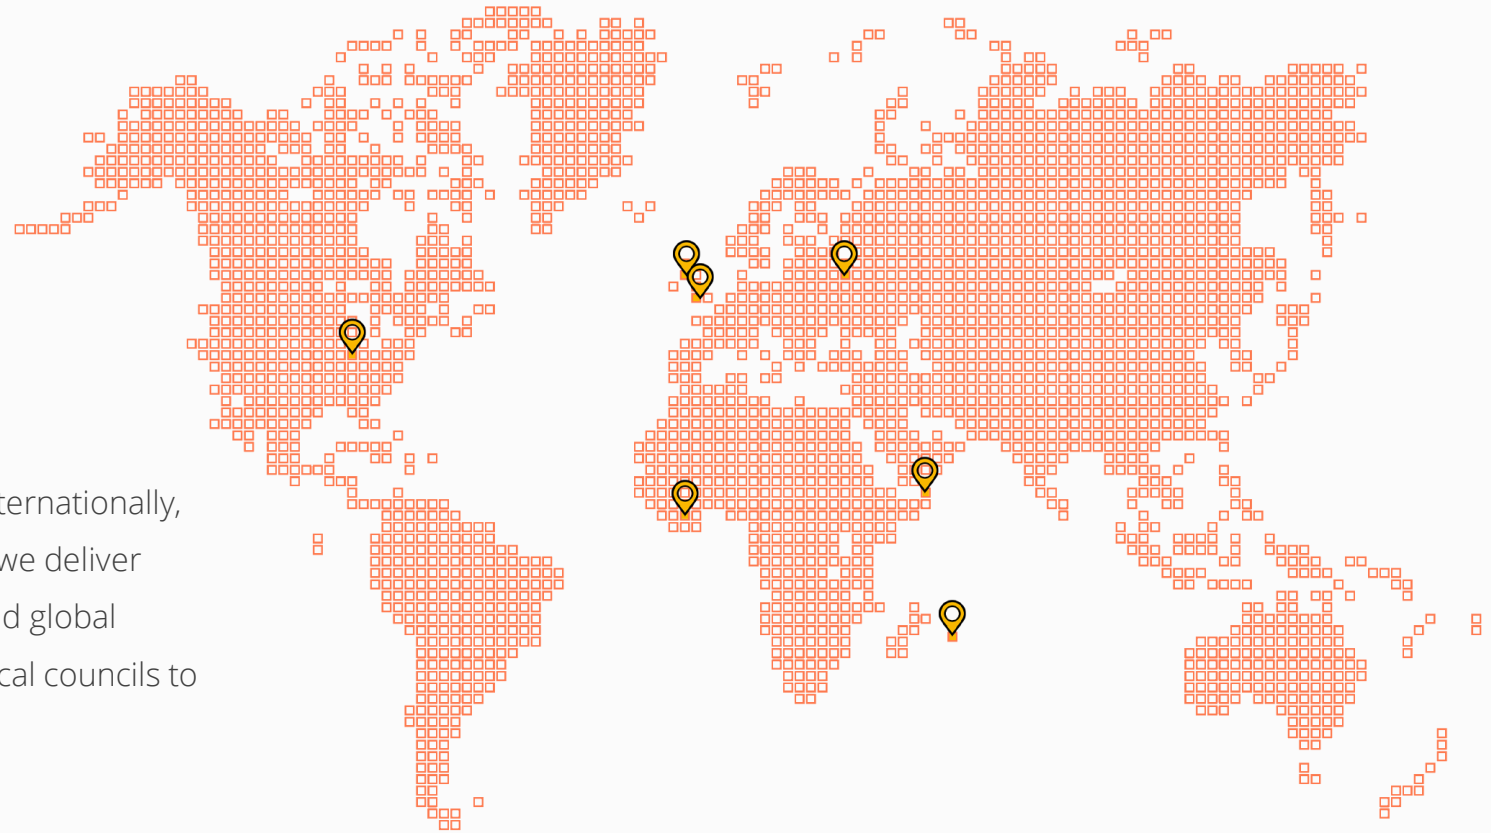 ternationally,
we deliver
d global
cal councils to